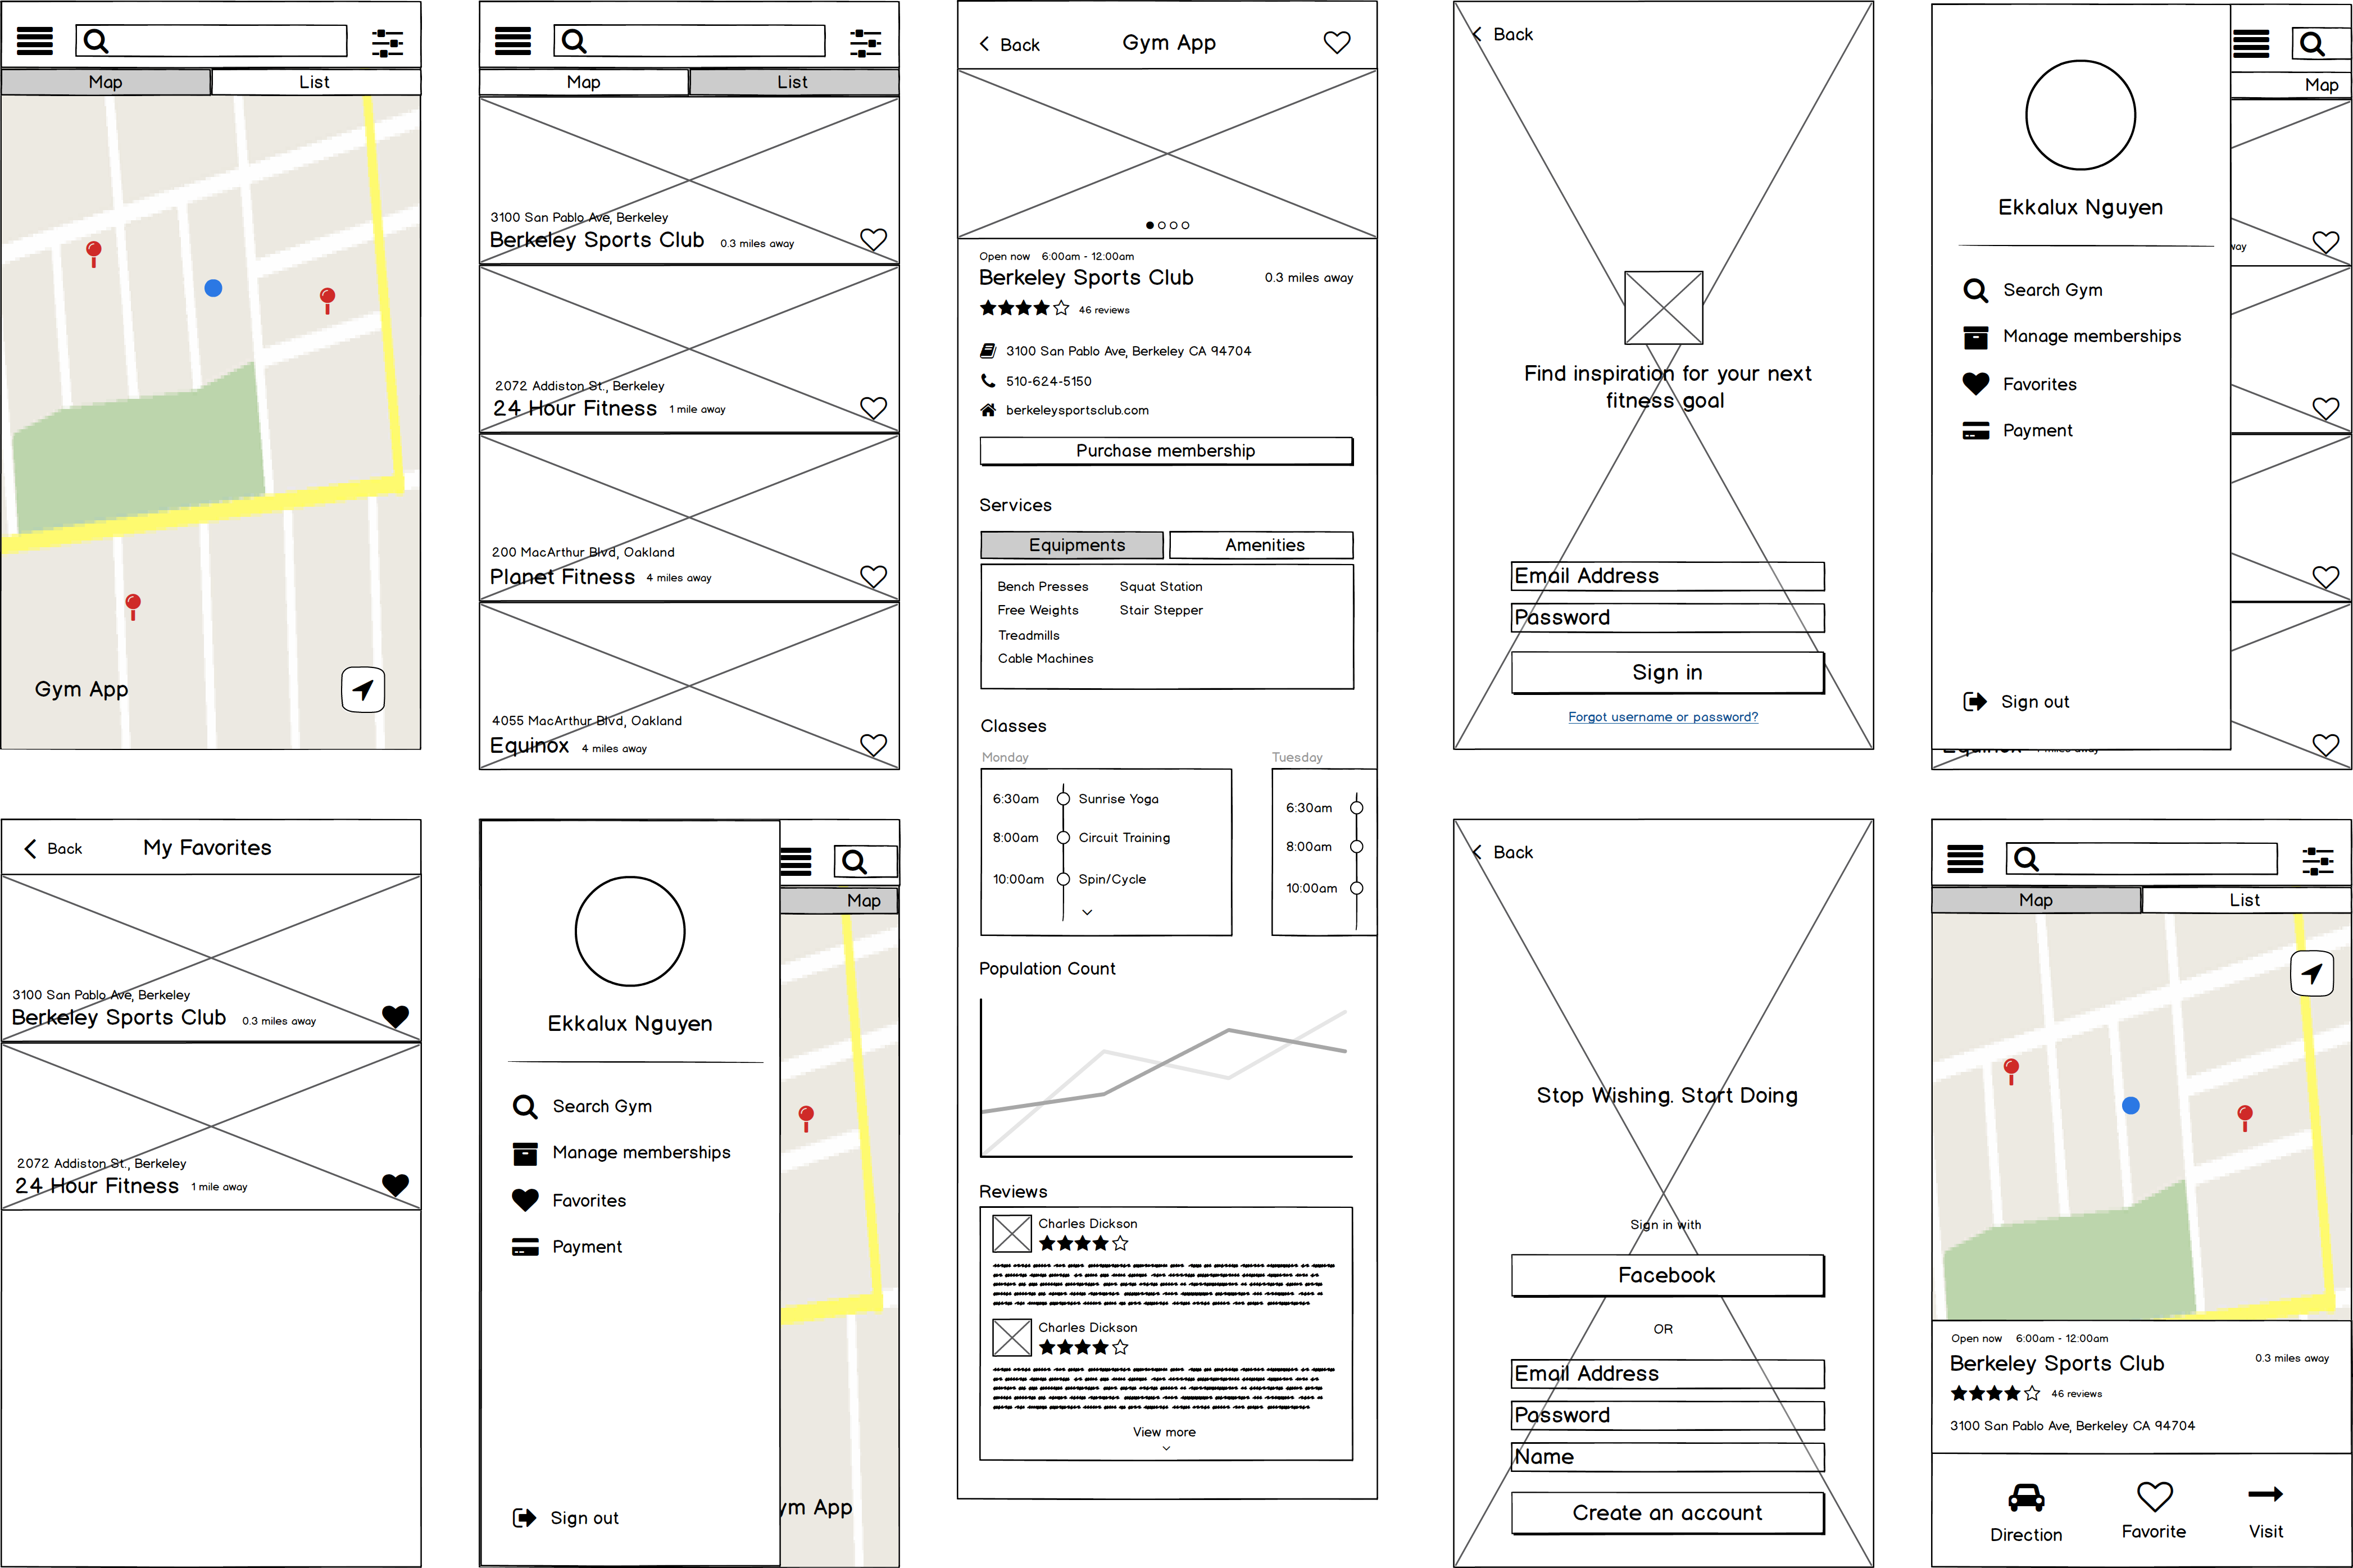 Map
List
Gym App
Map
List
3100 San Pablo Ave, Berkeley
Berkeley Sports Club 0.3 miles away
2072 Addiston St., Berkeley
24 Hour Fitness 1 mile away
200 MacArthur Blvd, Oakland
Planet Fitness 4 miles away
4055 MacArthur Blvd, Oakland
Equinox 4 miles away
Back
Gym App
Open now 6:00am - 12:00am
Berkeley Sports Club 0.3 miles away
46 reviews
3100 San Pablo Ave, Berkeley CA 94704
510-624-5150
berkeleysportsclub.com
Purchase membership
Services
Equipments
Amenities
Bench Presses Squat Station
Free Weights Stair Stepper
Treadmills
Cable Machines
Classes
Monday
6:30am Sunrise Yoga
8:00am Circuit Training
10:00am Spin/Cycle
Tuesday
6:30am
8:00am
10:00am
Population Count
Reviews
Charles Dickson
Charles Dickson
View more
Back
Find inspiration for your next
fitness goal
Email Address
Password
Sign in
Forgot username or password?
Ekkalux Nguyen
Search Gym
Manage memberships
Favorites
Payment
Sign out
Map
way
Back
My Favorites
3100 San Pablo Ave, Berkeley
Berkeley Sports Club 0.3 miles away
2072 Addiston St., Berkeley
24 Hour Fitness 1 mile away
Ekkalux Nguyen
Search Gym
Manage memberships
Favorites
Payment
Sign out
Map
ym App
Back
Stop Wishing. Start Doing
Sign in with
Facebook
OR
Email Address
Password
Name
Create an account
Map
List
Open now 6:00am - 12:00am
Berkeley Sports Club 0.3 miles away
46 reviews
3100 San Pablo Ave, Berkeley CA 94704
Direction
Favorite
Visit